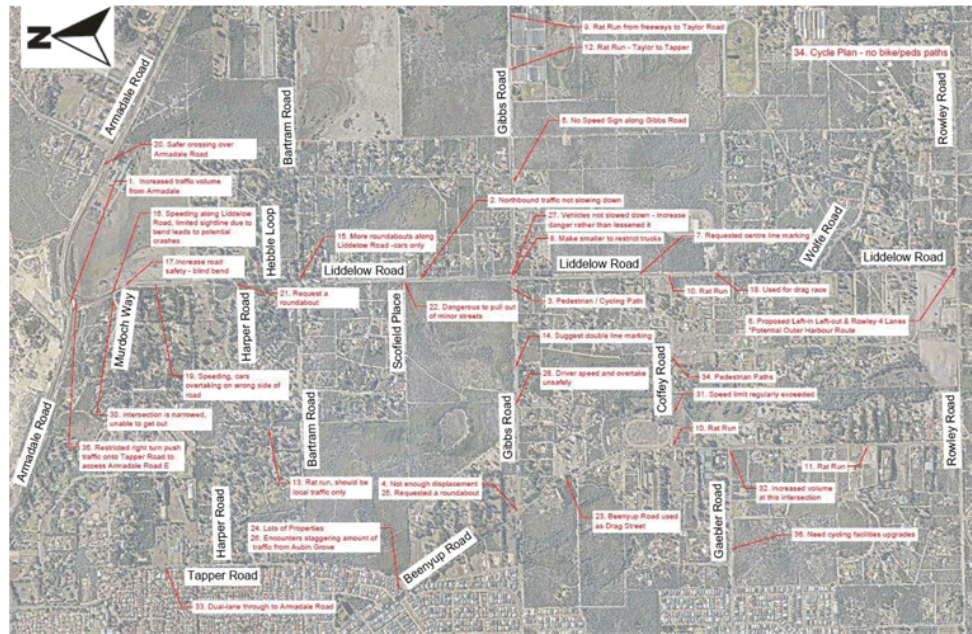 N
9. Rat Run from freeways to Taylor Road
12. Rat Run - Taylor to Tapper
34. Cycle Plan - no bike/peds paths
Armadale Road
Bartram Road
Gibbs Road
Rowley Road
5. No Speed Sign along Gibbs Road
20. Safer crossing over
Armadale Road
1. Increased traffic volume
from Armadale
2. Northbound traffic not slowing down
16. Speeding along Liddelow
Road, limited sightline due to
bend leads to potential
crashes
Hebble Loop
15. More roundabouts along
Liddelow Road -cars only
27. Vehicles not slowed down - increase
danger rather than lessened it
8. Make smaller to restrict trucks
7. Requested centre line marking
Wolfe Road
17.Increase road
safety - blind bend
Liddelow Road
Liddelow Road
Liddelow Road
21. Request a
roundabout
22. Dangerous to pull out
of minor streets
3. Pedestrian / Cycling Path
10. Rat Run
18. Used for drag race
6. Proposed Left-in Left-out & Rowley-4 Lanes
*Potential Outer Harbour Route
Murdoch Way
Harper Road
Scofield Place
14. Suggest double line marking
19. Speeding, cars
overtaking on wrong side of
road
28. Driver speed and overtake
unsafely
Coffey Road
34. Pedestrian Paths
31. Speed limit regularly exceeded
30. intersection is narrowed,
unable to get out
Armadale Road
Bartram Road
Gibbs Road
10. Rat Run
Rowley Road
35. Restricted right turn push
traffic onto Tapper Road to
access Armadale Road E
11. Rat Run
13. Rat run, should be
local traffic only
4. Not enough displacement
25. Requested a roundabout
32. Increased volume
at this intersection
Harper Road
24. Lots of Properties
26. Encounters staggering amount of
traffic from Aubin Grove
Beenyup Road
23. Beenyup Road used
as Drag Street
Gaebler Road
36. Need cycling facilities upgrades
Tapper Road
33. Dual-lane through to Armadale Road